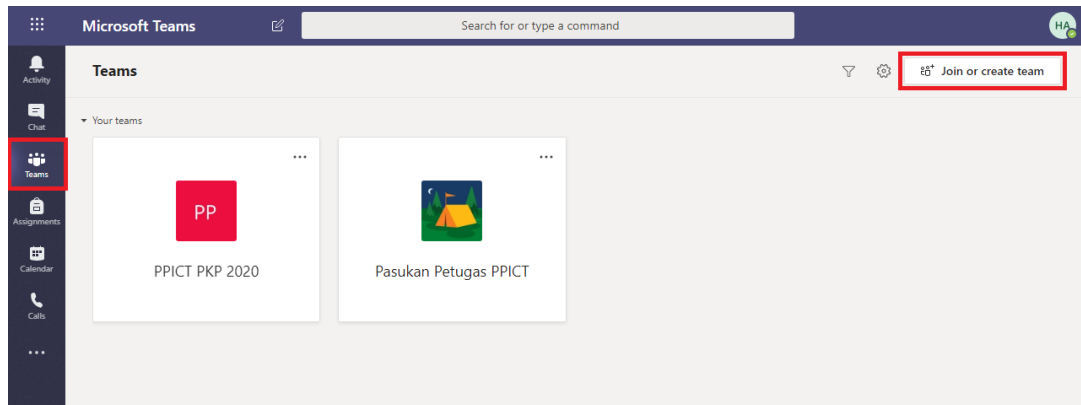 Microsoft Teams
Search for or type a command
HA
Activity
Chat
Teams
Assignments
Calendar
Calls
Teams
Join or create team
Your teams
PP
PPICT PKP 2020
Pasukan Petugas PPICT